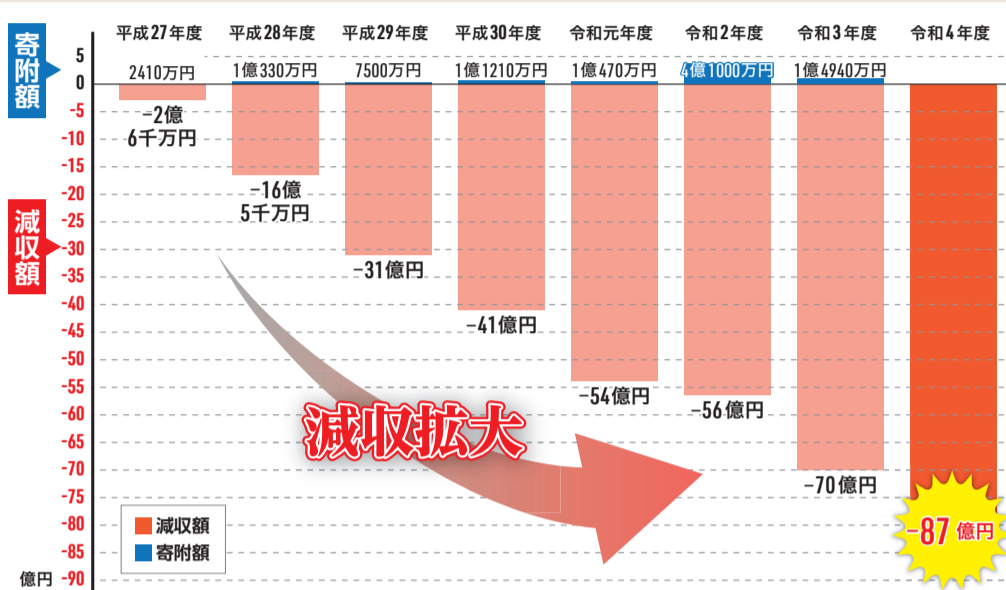 寄附額
減収額
平成27年度 平成28年度 平成29年度 平成30年度 令和元年度 令和2年度 令和3年度 令和4年度
5
0
-5
-10
-15
-20
-25
-30
-35
-40
-45
-50
-55
-60
-65
-70
-75
-80
-85
億円 -90
2410万円 1億330万円 7500万円 1億1210万円 1億470万円 4億1000万円 1億4940万円
-2億
6千万円
-16億
5千万円
-31億円
-41億円
-54億円
-56億円
-70億円
-87億円
減収拡大
減収額
寄附額